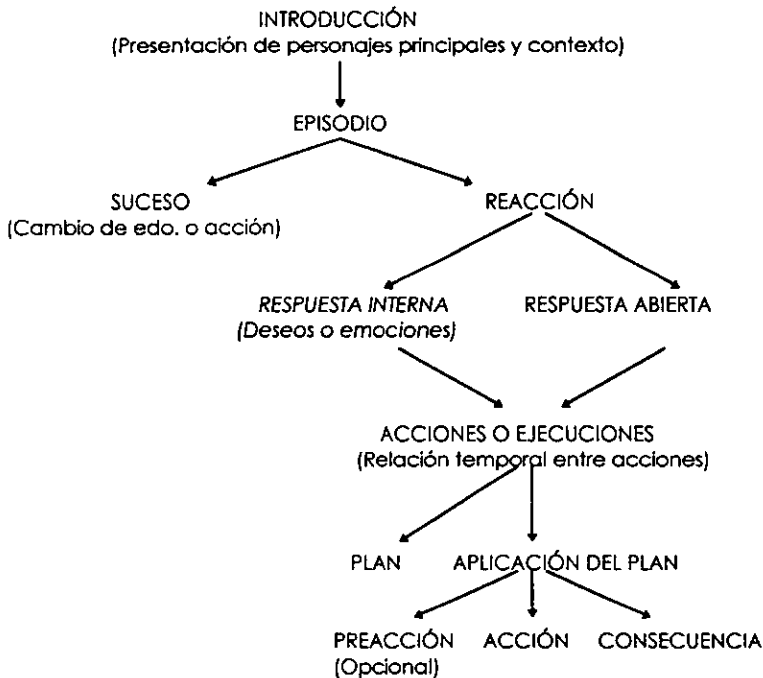 INTRODUCCIÓN
(Presentación de personajes principales y contexto)
EPISODIO
SUCESO
(Cambio de edo. o acción)
REACCIÓN
RESPUESTA INTERNA
(Deseos o emociones)
RESPUESTA ABIERTA
ACCIONES O EJECUCIONES
(Relación temporal entre acciones)
PLAN
APLICACIÓN DEL PLAN
PREACCIÓN
(Opcional)
ACCIÓN
CONSECUENCIA